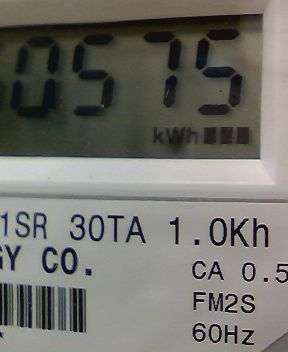 0575
kWh
1SR 30TA 1.0Kh
GY CO.
CA 0.5
FM2S
60Hz